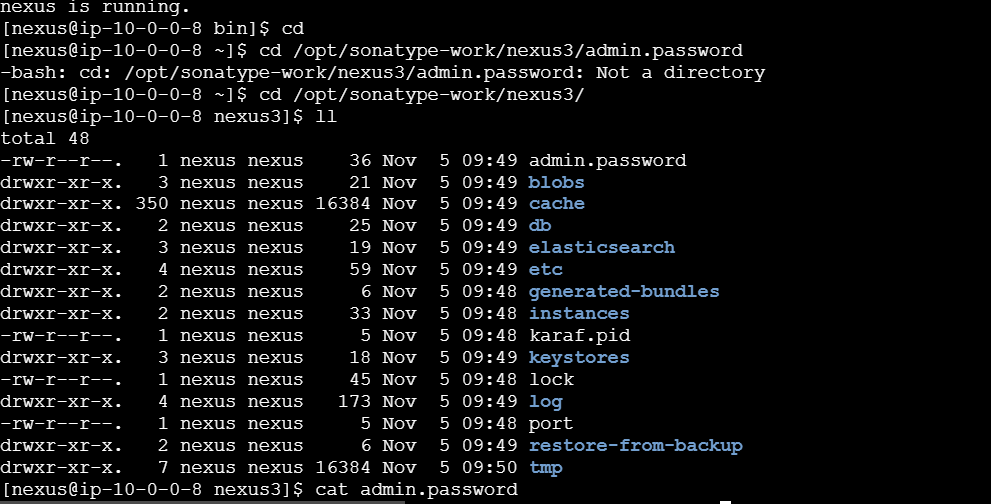 nexus is running.
[nexus@ip-10-0-0-8 bin]$ cd
[nexus@ip-10-0-0-8 ~]$ cd /opt/sonatype-work/nexus3/admin.password
-bash: cd: /opt/sonatype-work/nexus3/admin.password: Not a directory
[nexus@ip-10-0-0-8 ~]$ cd /opt/sonatype-work/nexus3/
[nexus@ip-10-0-0-8 nexus3]$ ll
total 48
-rw-r--r--.   1 nexus nexus    36 Nov  5 09:49 admin.password
drwxr-xr-x.   3 nexus nexus    21 Nov  5 09:49 blobs
drwxr-xr-x. 350 nexus nexus 16384 Nov  5 09:49 cache
drwxr-xr-x.   2 nexus nexus    25 Nov  5 09:49 db
drwxr-xr-x.   3 nexus nexus    19 Nov  5 09:49 elasticsearch
drwxr-xr-x.   4 nexus nexus    59 Nov  5 09:49 etc
drwxr-xr-x.   2 nexus nexus     6 Nov  5 09:48 generated-bundles
drwxr-xr-x.   2 nexus nexus    33 Nov  5 09:48 instances
-rw-r--r--.   1 nexus nexus     5 Nov  5 09:48 karaf.pid
drwxr-xr-x.   3 nexus nexus    18 Nov  5 09:49 keystores
-rw-r--r--.   1 nexus nexus    45 Nov  5 09:48 lock
drwxr-xr-x.   4 nexus nexus   173 Nov  5 09:49 log
-rw-r--r--.   1 nexus nexus     5 Nov  5 09:48 port
drwxr-xr-x.   2 nexus nexus     6 Nov  5 09:49 restore-from-backup
drwxr-xr-x.   7 nexus nexus 16384 Nov  5 09:50 tmp
[nexus@ip-10-0-0-8 nexus3]$ cat admin.password